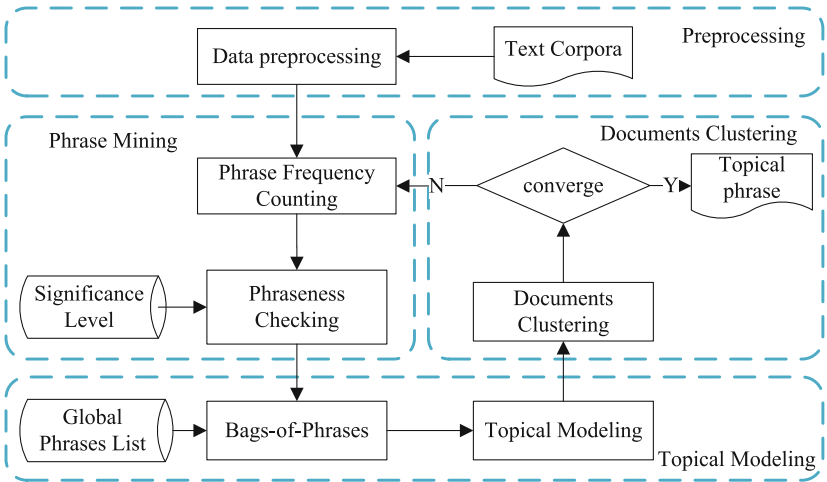 Preprocessing
Data preprocessing
Text Corpora
Phrase Mining
Documents Clustering
Phrase Frequency
Counting
N
converge
Y
Topical
phrase
Significance
Level
Phraseness
Checking
Documents
Clustering
Global
Phrases List
Bags-of-Phrases
Topical Modeling
Topical Modeling